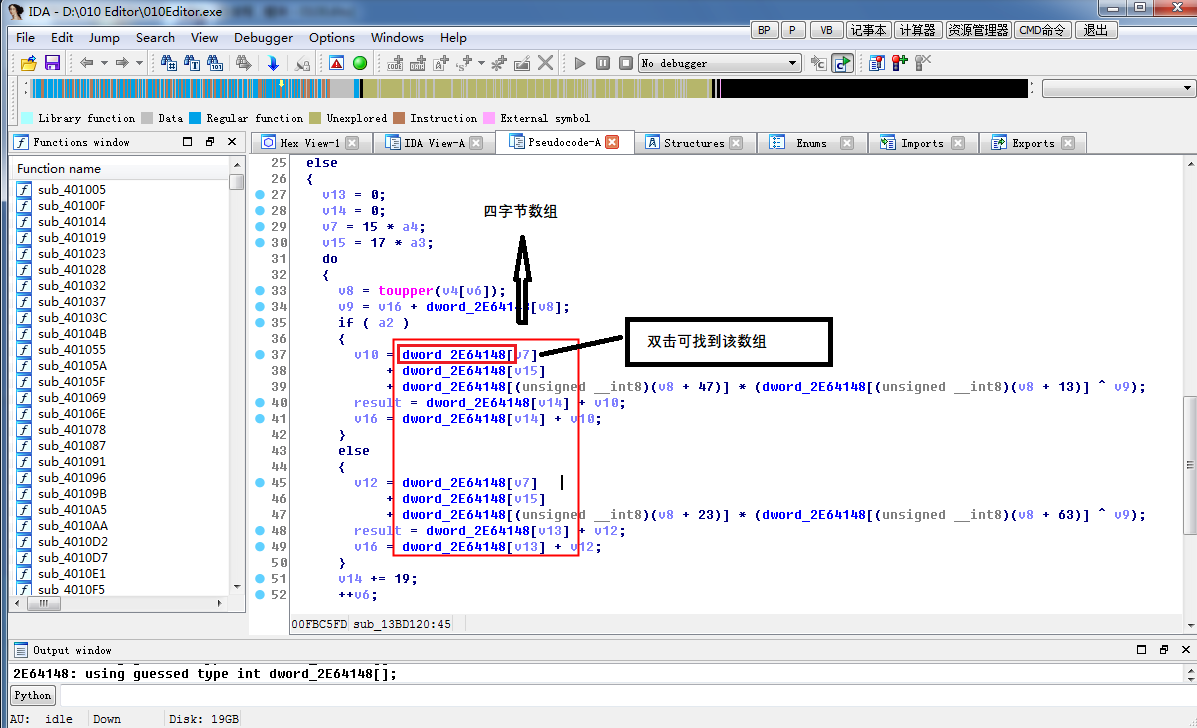 IDA - D:\010 Editor\010Editor.exe
File Edit Jump Search View Debugger Options Windows Help
BP P VB 记事本 计算器 资源管理器 CMD命令 退出
No debugger
Library function Data Regular function Unexplored Instruction External symbol
Functions window
Hex View-1 IDA View-A Pseudocode-A Structures Enums Imports Exports
Function name
sub_401005
sub_40100F
sub_401014
sub_401019
sub_401023
sub_401028
sub_401032
sub_401037
sub_40103C
sub_40104B
sub_401055
sub_40105A
sub_40105F
sub_401069
sub_40106E
sub_401078
sub_401087
sub_401091
sub_401096
sub_40109B
sub_4010A5
sub_4010AA
sub_4010D2
sub_4010D7
sub_4010E1
sub_4010F5
25 else
26 {
27 v13 = 0;
28 v14 = 0;
四字节数组
29 v7 = 15 * a4;
30 v15 = 17 * a3;
31 do
32 {
33 v8 = toupper(v4[v6]);
34 v9 = v16 + dword_2E64148[v8];
35 if ( a2 )
36 {
双击可找到该数组
37 v10 = dword_2E64148[v7]
38 + dword_2E64148[v15]
39 + dword_2E64148[(unsigned __int8)(v8 + 47)] * (dword_2E64148[(unsigned __int8)(v8 + 13)] ^ v9);
40 result = dword_2E64148[v14] + v10;
41 v16 = dword_2E64148[v14] + v10;
42 }
43 else
44 {
45 v12 = dword_2E64148[v7]
46 + dword_2E64148[v15]
47 + dword_2E64148[(unsigned __int8)(v8 + 23)] * (dword_2E64148[(unsigned __int8)(v8 + 63)] ^ v9);
48 result = dword_2E64148[v13] + v12;
49 v16 = dword_2E64148[v13] + v12;
50 }
51 v14 += 19;
52 ++v6;
00FBC5FD sub_13BD120:45
Output window
2E64148: using guessed type int dword_2E64148[];
Python
AU: idle Down Disk: 19GB